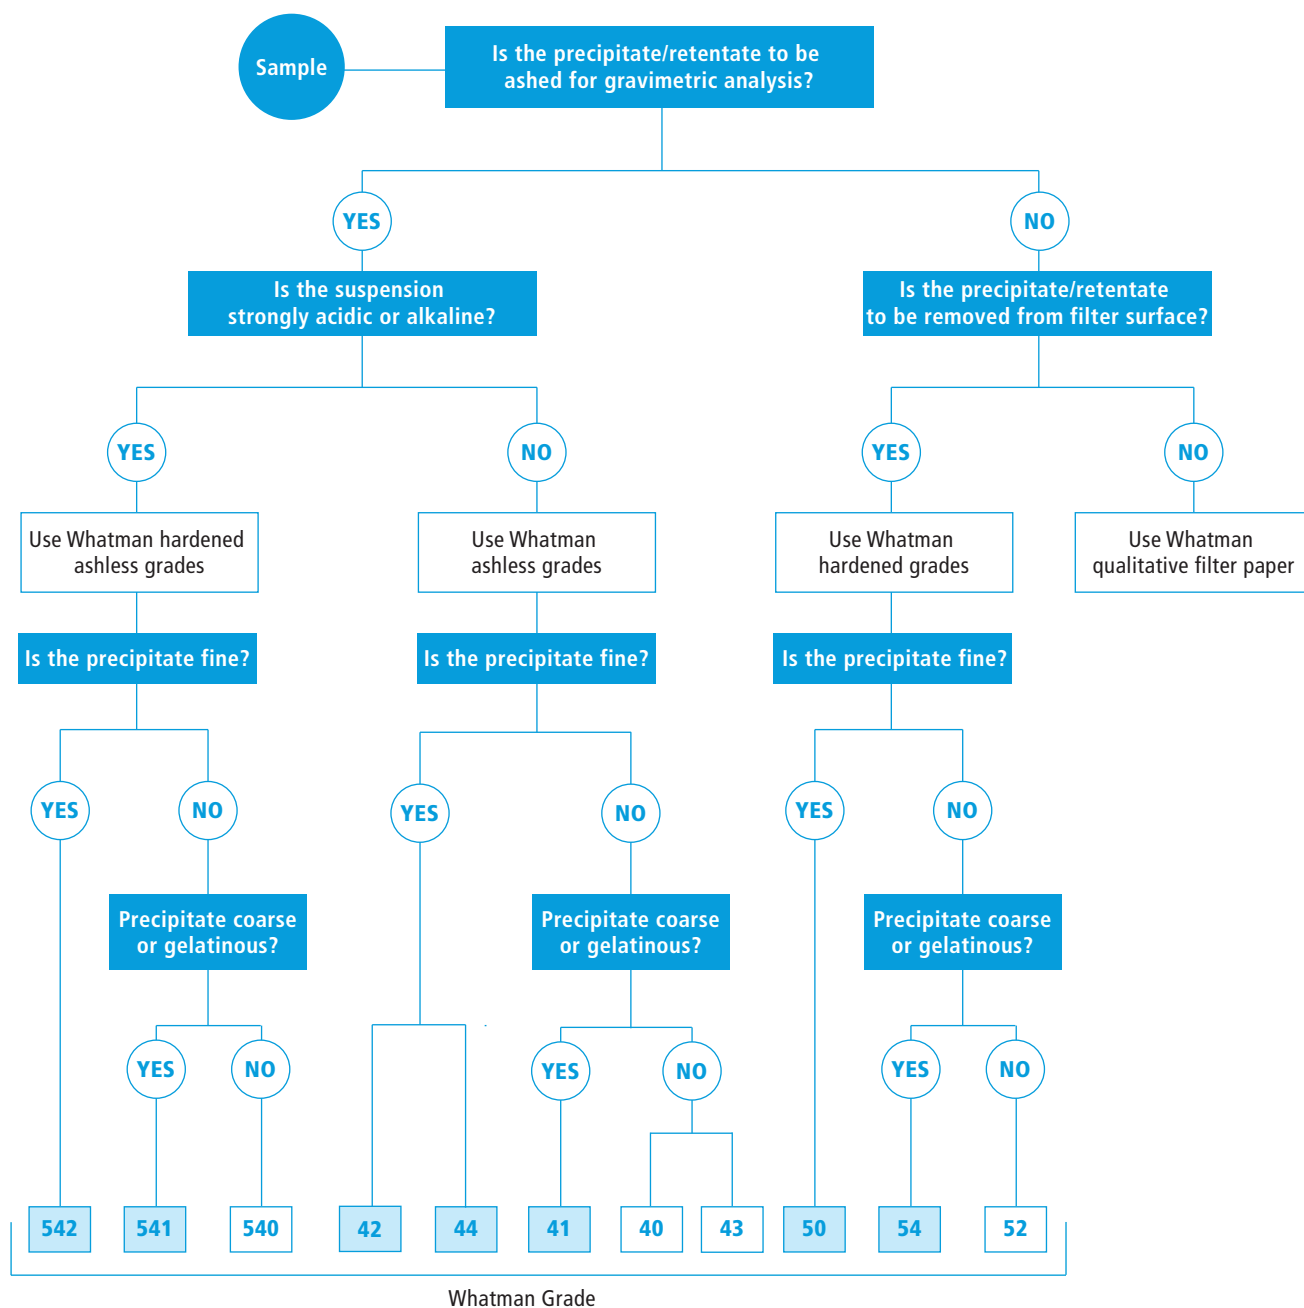 Sample
Is the precipitate/retentate to be
ashed for gravimetric analysis?
YES
NO
Is the suspension
strongly acidic or alkaline?
Is the precipitate/retentate
to be removed from filter surface?
YES
NO
YES
NO
Use Whatman hardened
ashless grades
Use Whatman
ashless grades
Use Whatman
hardened grades
Use Whatman
qualitative filter paper
Is the precipitate fine?
Is the precipitate fine?
Is the precipitate fine?
YES
NO
YES
NO
YES
NO
Precipitate coarse
or gelatinous?
Precipitate coarse
or gelatinous?
Precipitate coarse
or gelatinous?
YES
NO
YES
NO
YES
NO
542
541
540
42
44
41
40
43
50
54
52
Whatman Grade